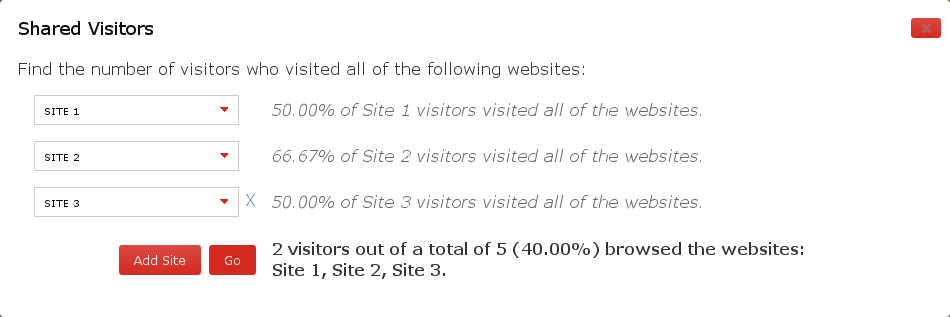 Shared Visitors
Find the number of visitors who visited all of the following websites:
SITE 1 50.00% of Site 1 visitors visited all of the websites.
SITE 2 66.67% of Site 2 visitors visited all of the websites.
SITE 3 X 50.00% of Site 3 visitors visited all of the websites.
Add Site Go 2 visitors out of a total of 5 (40.00%) browsed the websites:
Site 1, Site 2, Site 3.